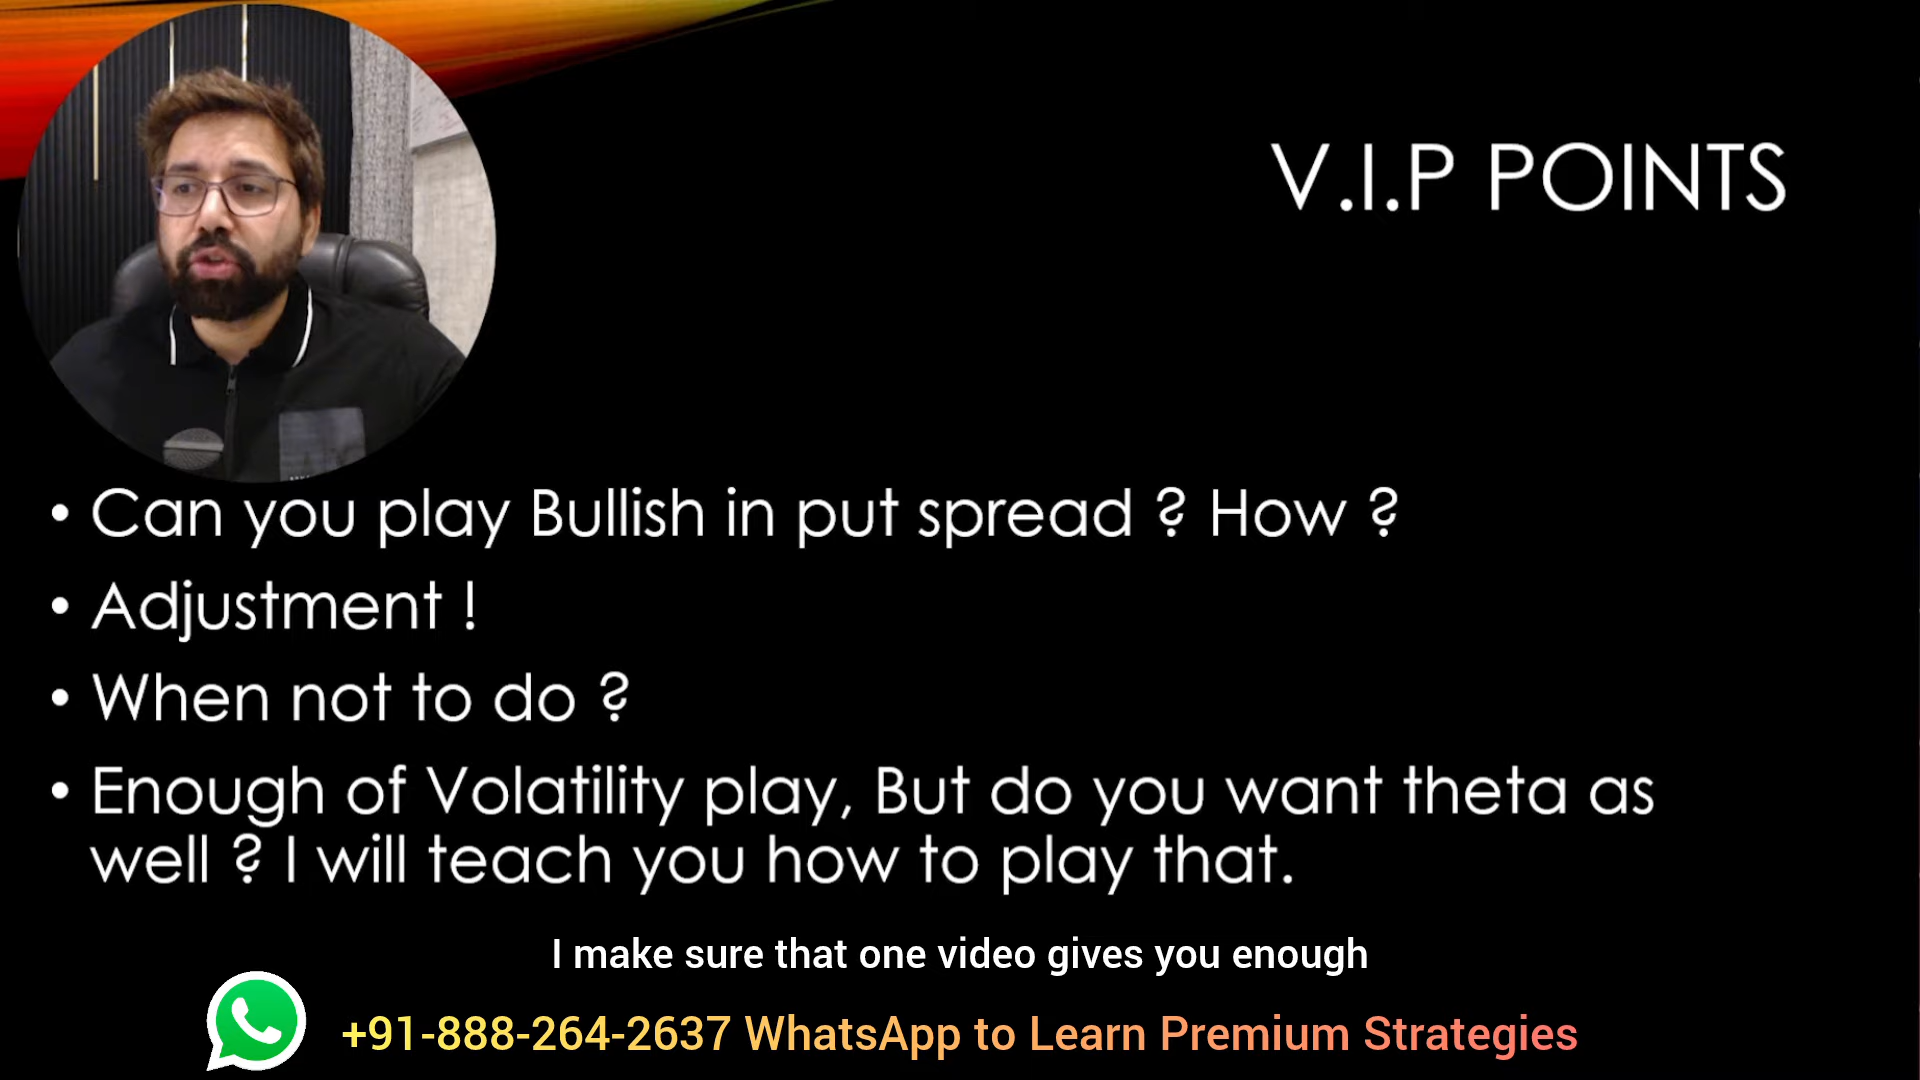 V.I.P POINTS
• Can you play Bullish in put spread ? How ?
• Adjustment !
• When not to do ?
• Enough of Volatility play, But do you want theta as
well ? I will teach you how to play that.
I make sure that one video gives you enough
+91-888-264-2637 WhatsApp to Learn Premium Strategies